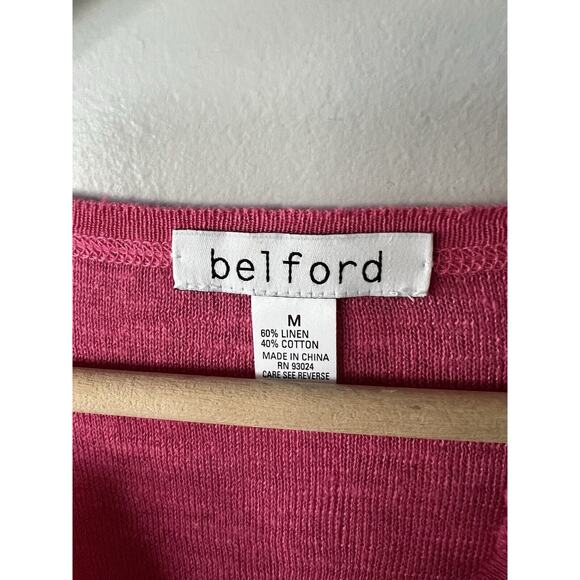 belford
M
60% LINEN
40% COTTON
MADE IN CHINA
RN 93024
CARE SEE REVERSE